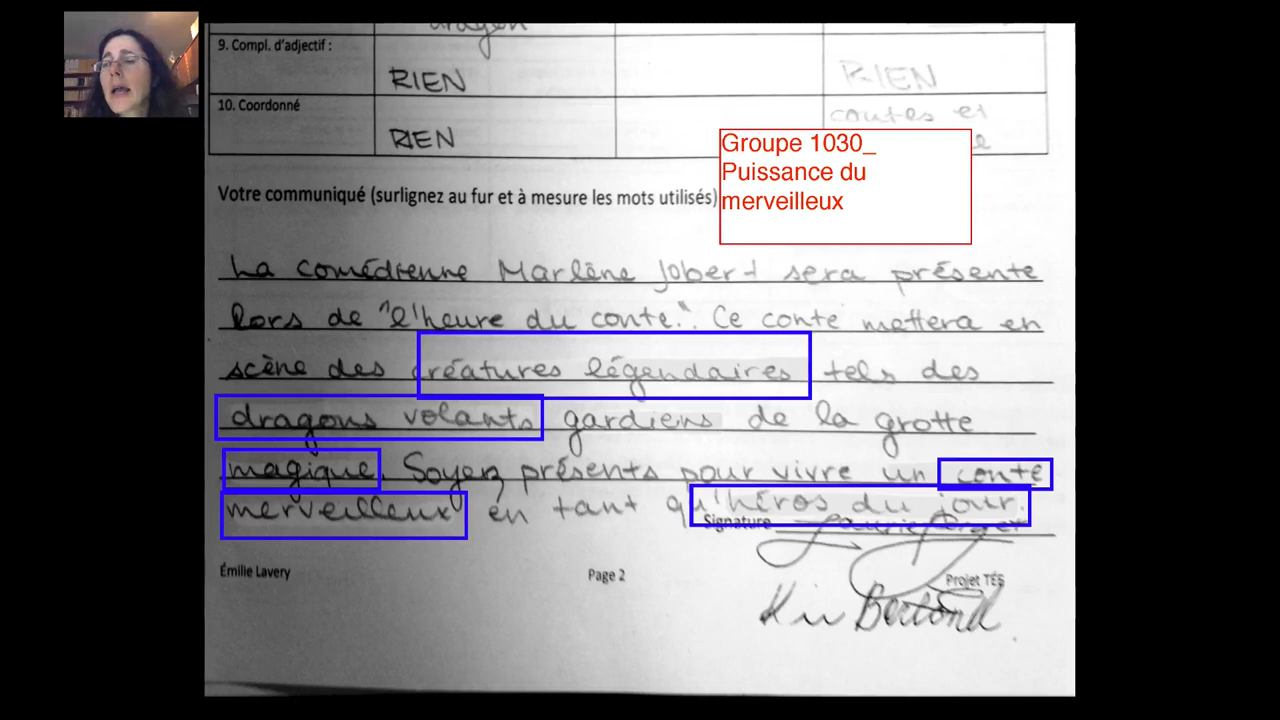 dragon
9. Compl. d'adjectif :
RIEN
RIEN
10. Coordonné
RIEN
contes et
Groupe 1030_
Puissance du
merveilleux
Votre communiqué (surlignez au fur et à mesure les mots utilisés)
La comédienne Marlène Jobert sera présente
lors de "l'heure du conte.". Ce conte mettera en
scène des créatures légendaires tels des
dragons volants gardiens de la grotte
magique. Soyez présents pour vivre un conte
merveilleux en tant qu'héros du jour.
Signature
Émilie Lavery
Page 2
Projet TÉS